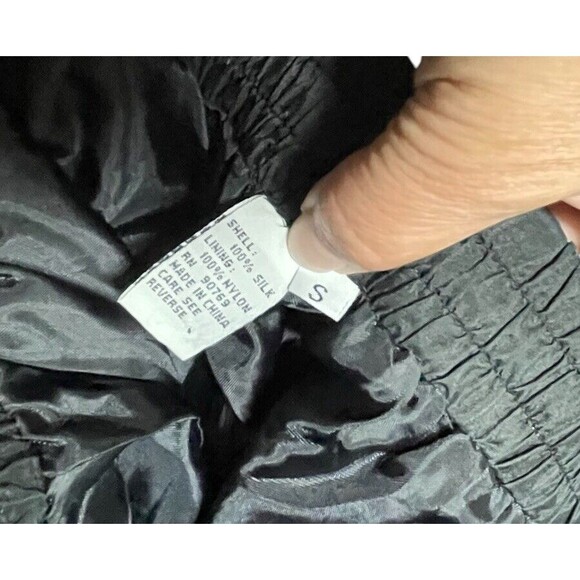 SHELL:
100% SILK
LINING:
100% NYLON
RN 90769
MADE IN CHINA
CARE SEE
REVERSE.
S